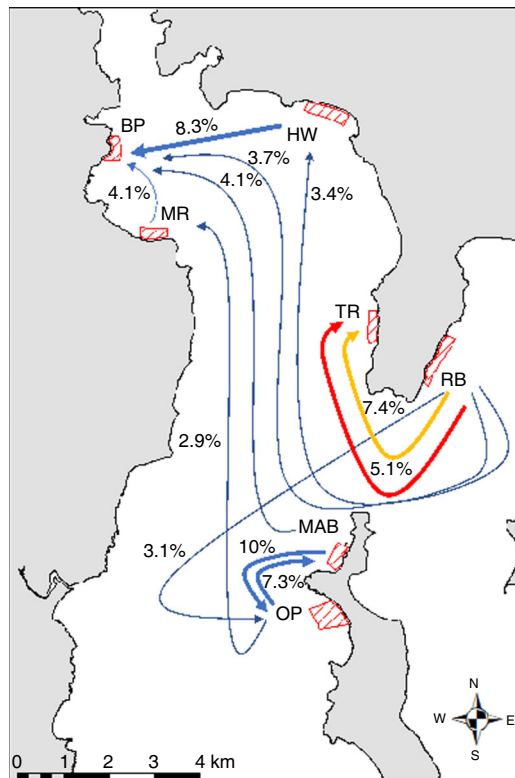 BP
8.3%
HW
3.7%
4.1%
3.4%
4.1%
MR
TR
RB
7.4%
2.9%
5.1%
MAB
3.1%
10%
7.3%
OP
N
W E
S
0 1 2 3 4 km